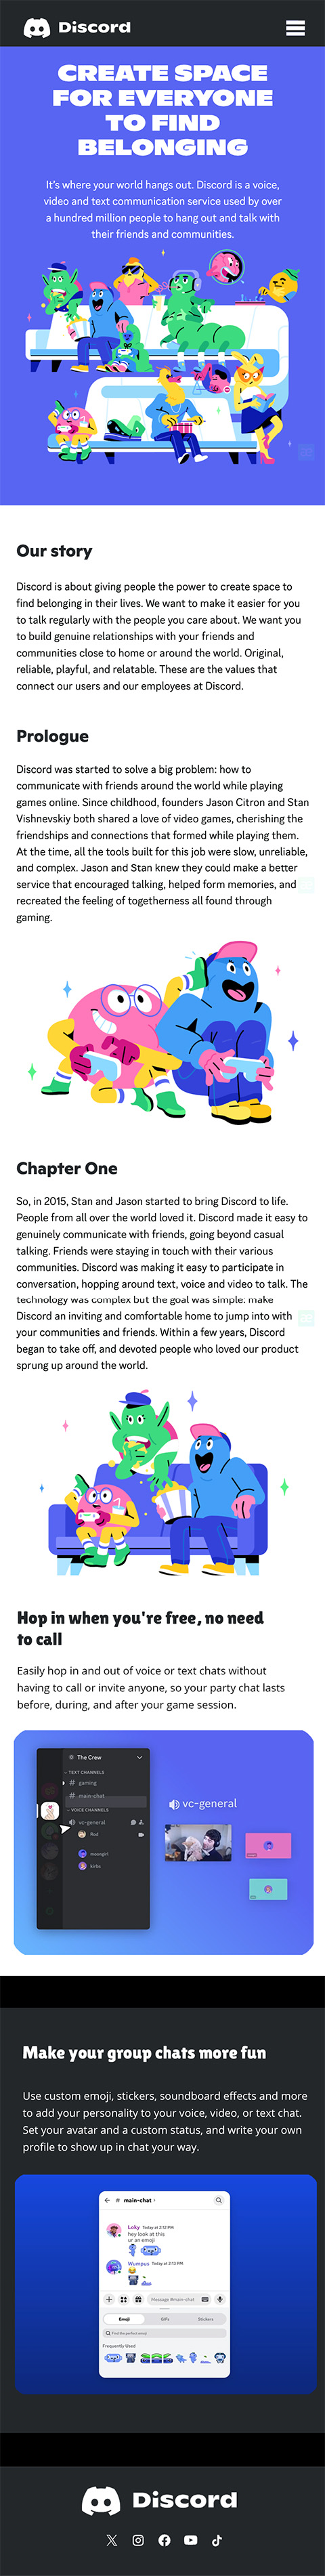 Discord
CREATE SPACE
FOR EVERYONE
TO FIND
BELONGING
It's where your world hangs out. Discord is a voice,
video and text communication service used by over
a hundred million people to hang out and talk with
their friends and communities.
Our story
Discord is about giving people the power to create space to
find belonging in their lives. We want to make it easier for you
to talk regularly with the people you care about. We want you
to build genuine relationships with your friends and
communities close to home or around the world. Original,
reliable, playful, and relatable. These are the values that
connect our users and our employees at Discord.
Prologue
Discord was started to solve a big problem: how to
communicate with friends around the world while playing
games online. Since childhood, founders Jason Citron and Stan
Vishnevskiy both shared a love of video games, cherishing the
friendships and connections that formed while playing them.
At the time, all the tools built for this job were slow, unreliable,
and complex. Jason and Stan knew they could make a better
service that encouraged talking, helped form memories, and
recreated the feeling of togetherness all found through
gaming.
Chapter One
So, in 2015, Stan and Jason started to bring Discord to life.
People from all over the world loved it. Discord made it easy to
genuinely communicate with friends, going beyond casual
talking. Friends were staying in touch with their various
communities. Discord was making it easy to participate in
conversation, hopping around text, voice and video to talk. The
technology was complex but the goal was simple: make
Discord an inviting and comfortable home to jump into with
your communities and friends. Within a few years, Discord
began to take off, and devoted people who loved our product
sprung up around the world.
Hop in when you're free, no need
to call
Easily hop in and out of voice or text chats without
having to call or invite anyone, so your party chat lasts
before, during, and after your game session.
The Crew
TEXT CHANNELS
# gaming
# main-chat
VOICE CHANNELS
vc-general
Red
moongirl
kirbs
vc-general
Make your group chats more fun
Use custom emoji, stickers, soundboard effects and more
to add your personality to your voice, video, or text chat.
Set your avatar and a custom status, and write your own
profile to show up in chat your way.
# main-chat ›
Loky Today at 2:12 PM
hey look at this
ur an emoji
Wumpus Today at 2:13 PM
Message #main-chat
Emoji GIFs Stickers
Find the perfect emoji
Frequently Used
Discord